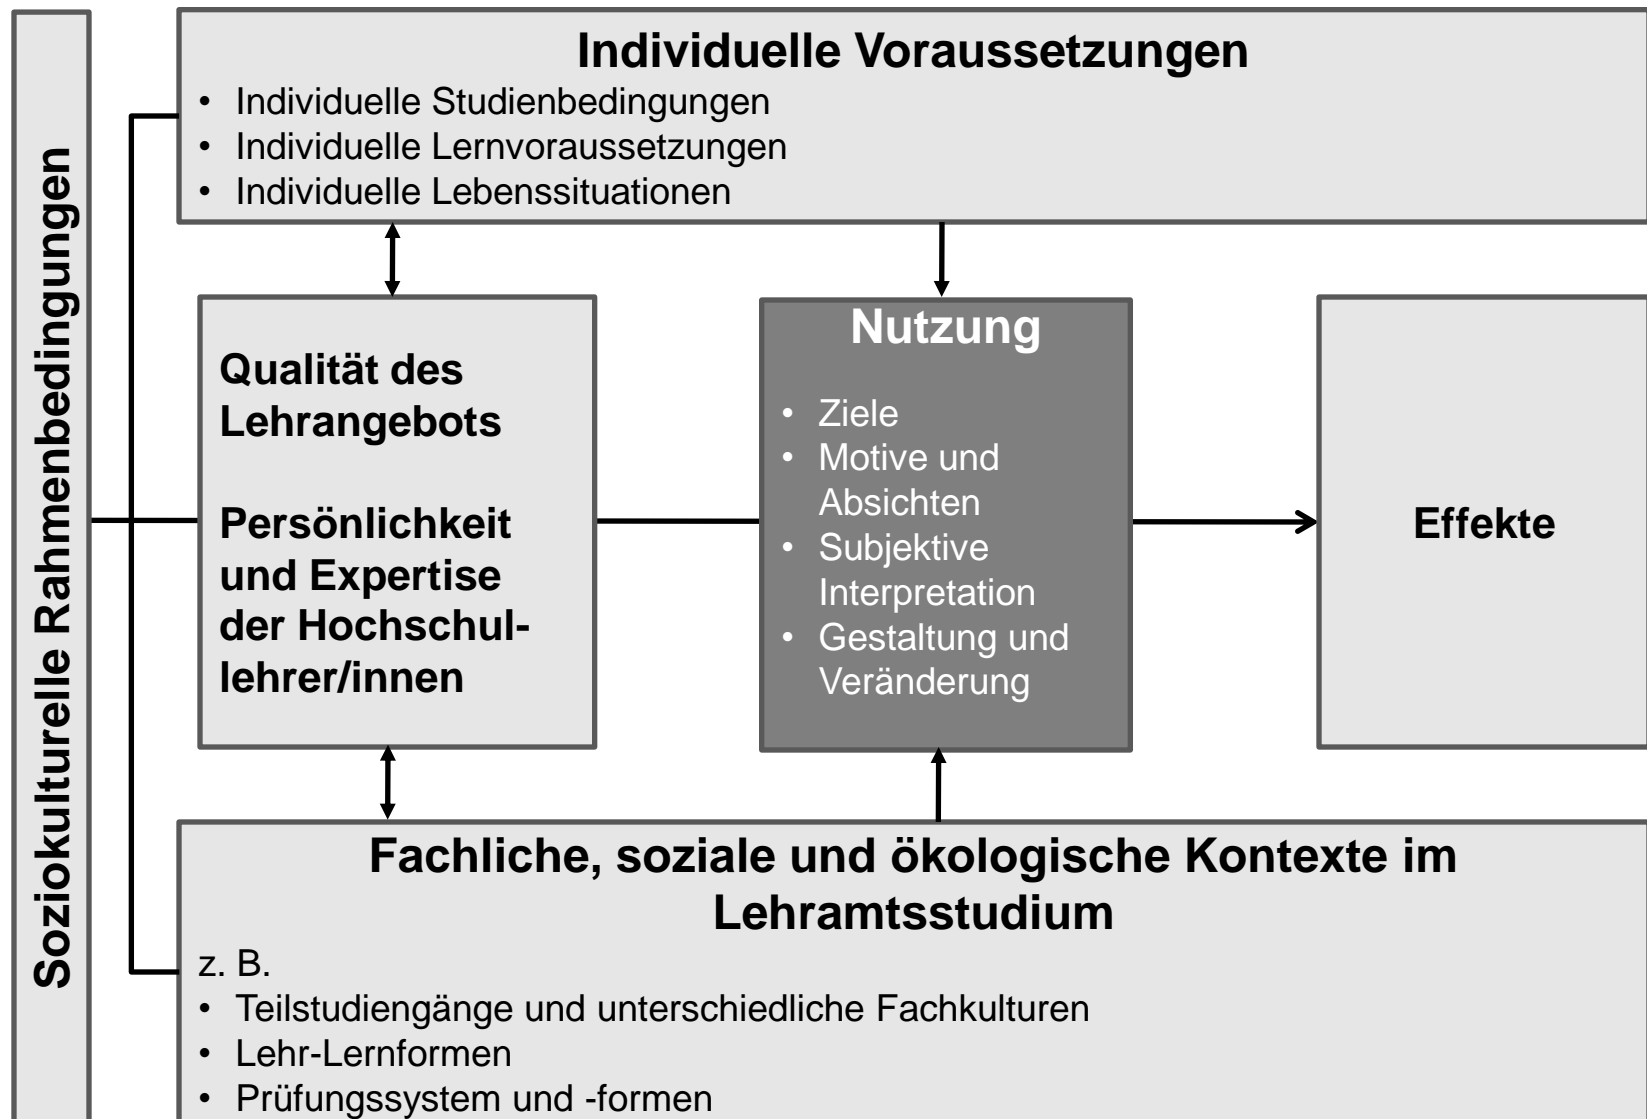 Soziokulturelle Rahmenbedingungen
Individuelle Voraussetzungen
• Individuelle Studienbedingungen
• Individuelle Lernvoraussetzungen
• Individuelle Lebenssituationen
Qualität des
Lehrangebots
Persönlichkeit
und Expertise
der Hochschul-
lehrer/innen
Nutzung
• Ziele
• Motive und
Absichten
• Subjektive
Interpretation
• Gestaltung und
Veränderung
Effekte
Fachliche, soziale und ökologische Kontexte im
Lehramtsstudium
z. B.
• Teilstudiengänge und unterschiedliche Fachkulturen
• Lehr-Lernformen
• Prüfungssystem und -formen